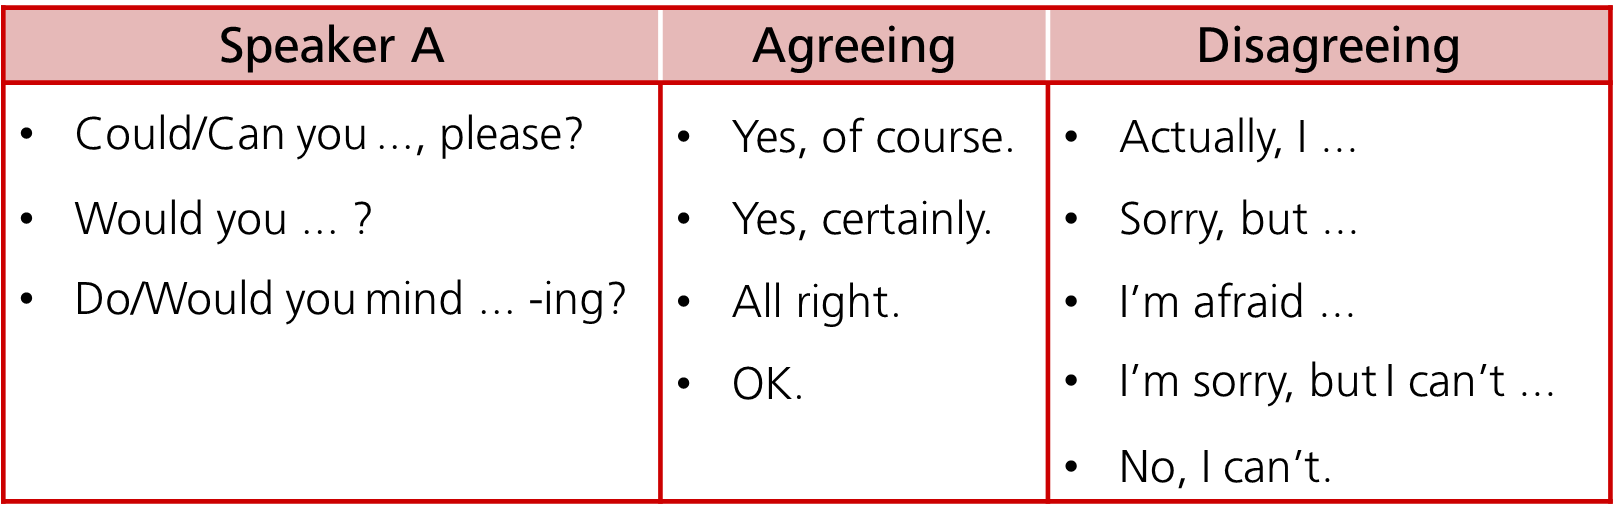 Speaker A
Agreeing
Disagreeing
• Could/Can you ..., please?
• Would you ... ?
• Do/Would you mind ... -ing?
• Yes, of course.
• Yes, certainly.
• All right.
• OK.
• Actually, I ...
• Sorry, but ...
• I’m afraid ...
• I’m sorry, but I can’t ...
• No, I can’t.